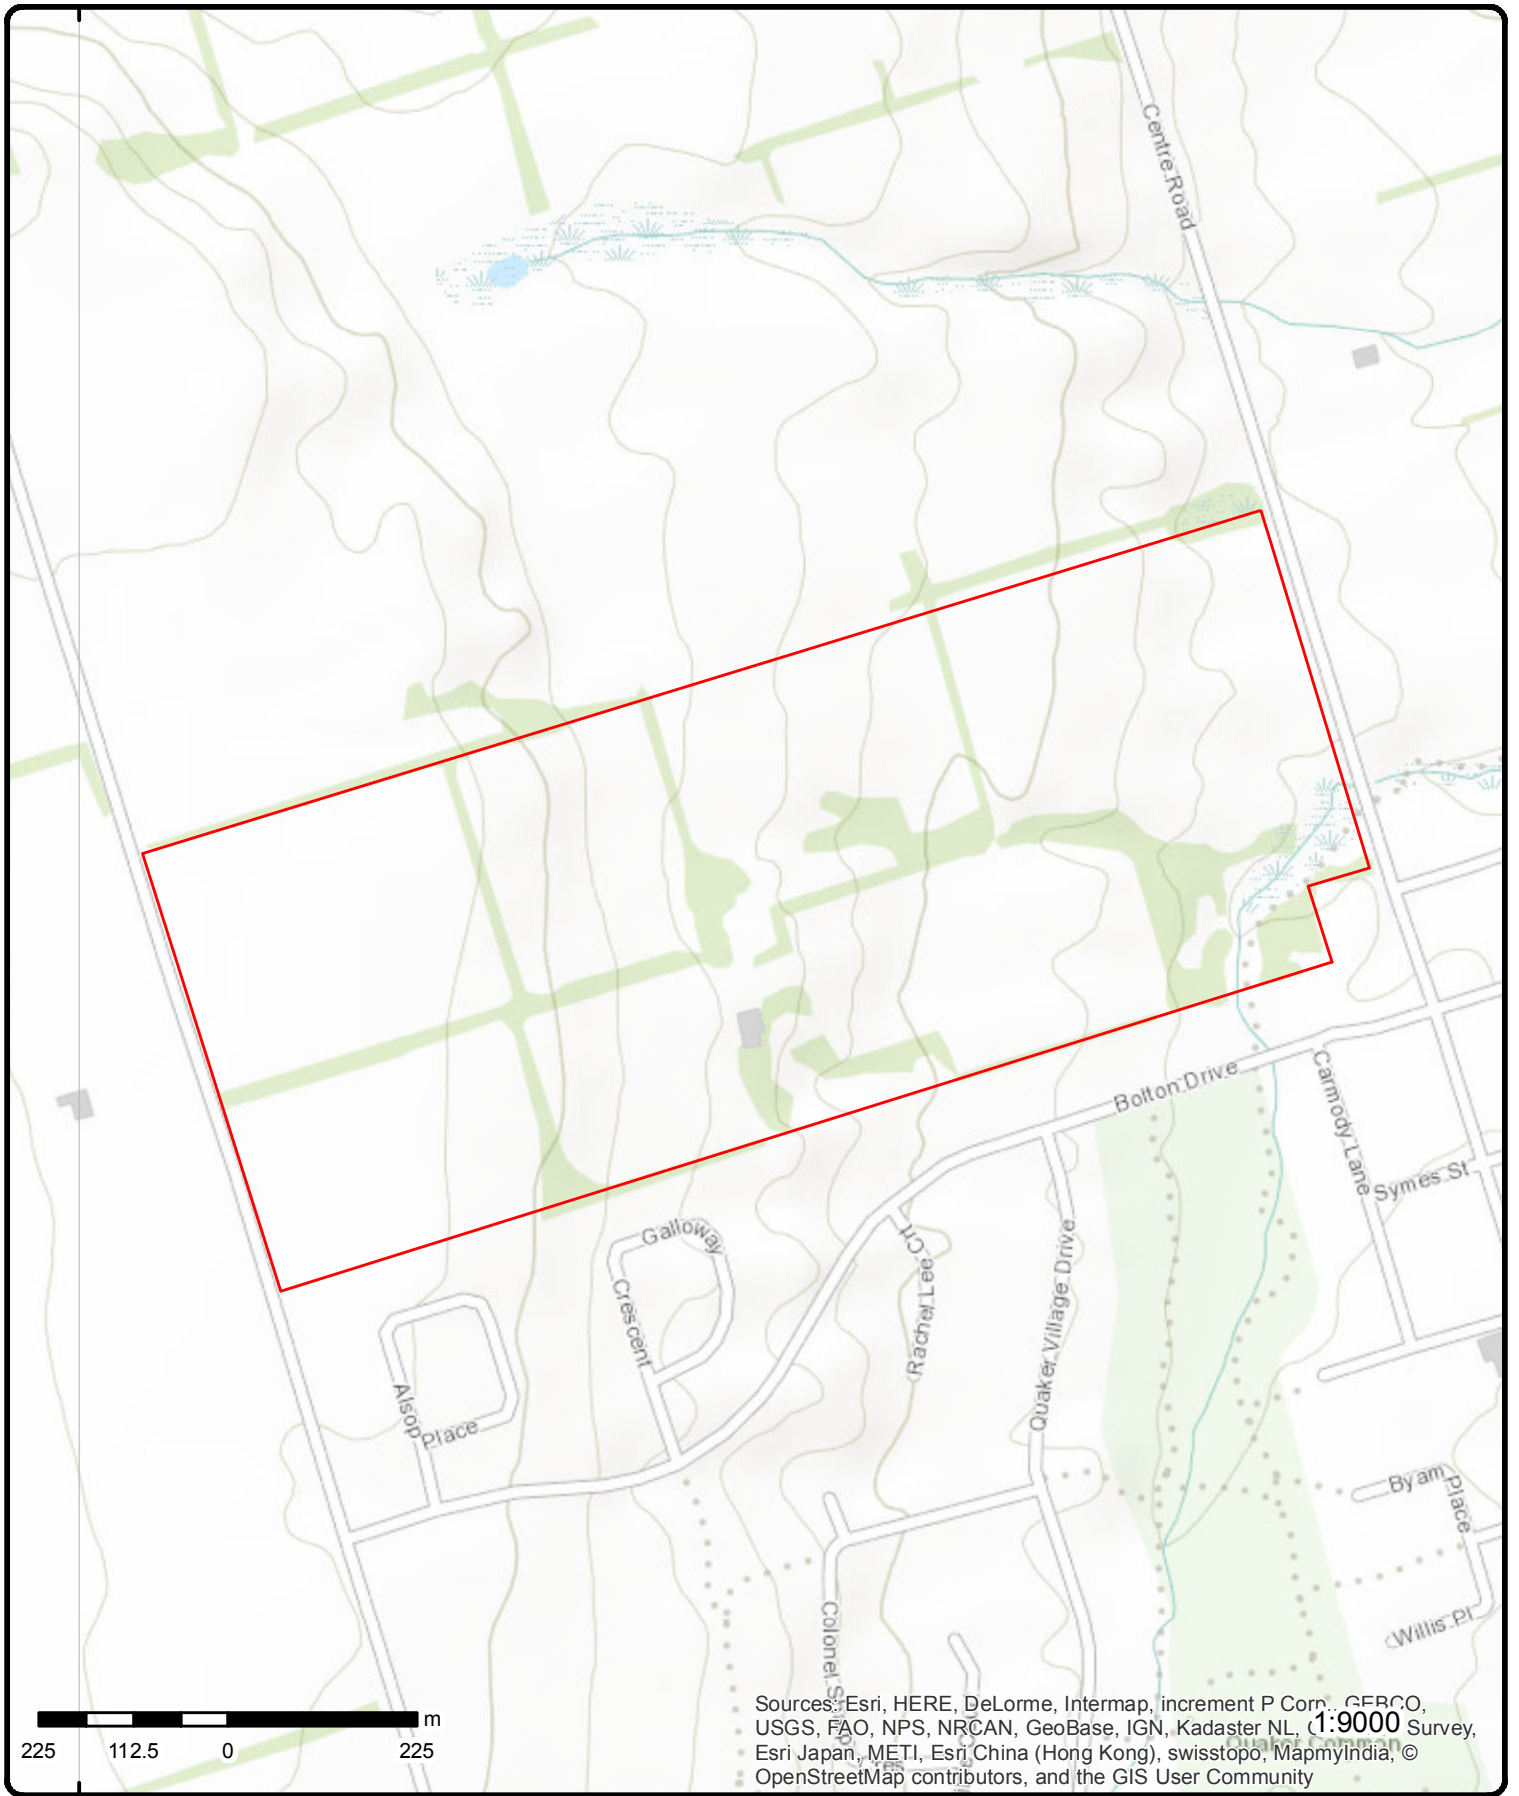 Centre Road
Bolton Drive
Carmody Lane
Symes St
Galloway
Crescent
Rachel Lee Crt
Quaker Village Drive
Alsop
Place
Byam
Place
Willis Pl
Colonel
Quaker Common
m
225 112.5 0 225
1:9000
Sources: Esri, HERE, DeLorme, Intermap, increment P Corp., GEBCO,
USGS, FAO, NPS, NRCAN, GeoBase, IGN, Kadaster NL, Survey,
Esri Japan, METI, Esri China (Hong Kong), swisstopo, MapmyIndia, ©
OpenStreetMap contributors, and the GIS User Community